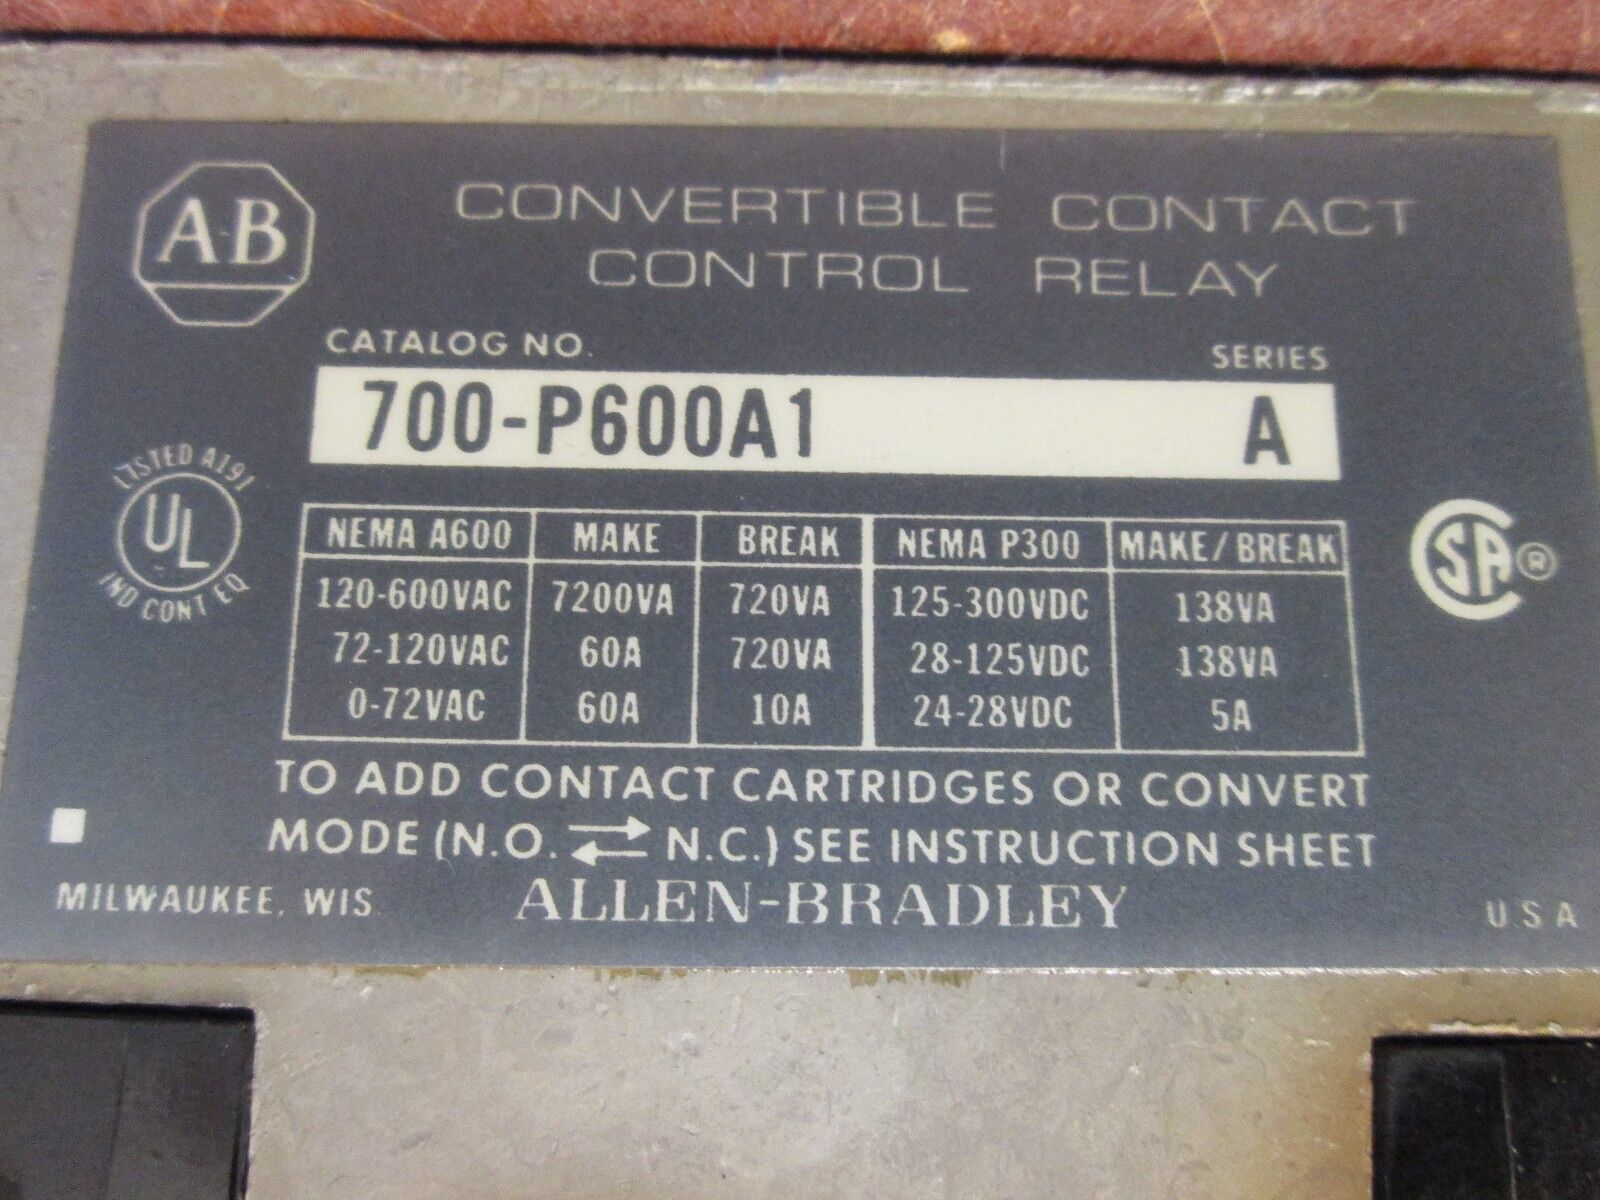 A-B
CONVERTIBLE CONTACT
CONTROL RELAY
CATALOG NO.
SERIES
700-P600A1 A
LISTED A191
UL
IND CONT EQ
NEMA A600 MAKE BREAK NEMA P300 MAKE/BREAK
120-600VAC 7200VA 720VA 125-300VDC 138VA
72-120VAC 60A 720VA 28-125VDC 138VA
0-72VAC 60A 10A 24-28VDC 5A
SA ®
TO ADD CONTACT CARTRIDGES OR CONVERT
MODE (N.O. ⇄ N.C.) SEE INSTRUCTION SHEET
MILWAUKEE, WIS. ALLEN-BRADLEY U S A